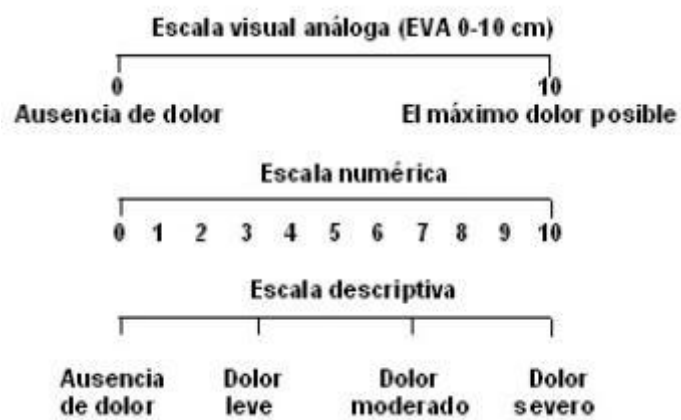 Escala visual análoga (EVA 0-10 cm)
0 10
Ausencia de dolor El máximo dolor posible
Escala numérica
0 1 2 3 4 5 6 7 8 9 10
Escala descriptiva
Ausencia Dolor Dolor Dolor
de dolor leve moderado severo